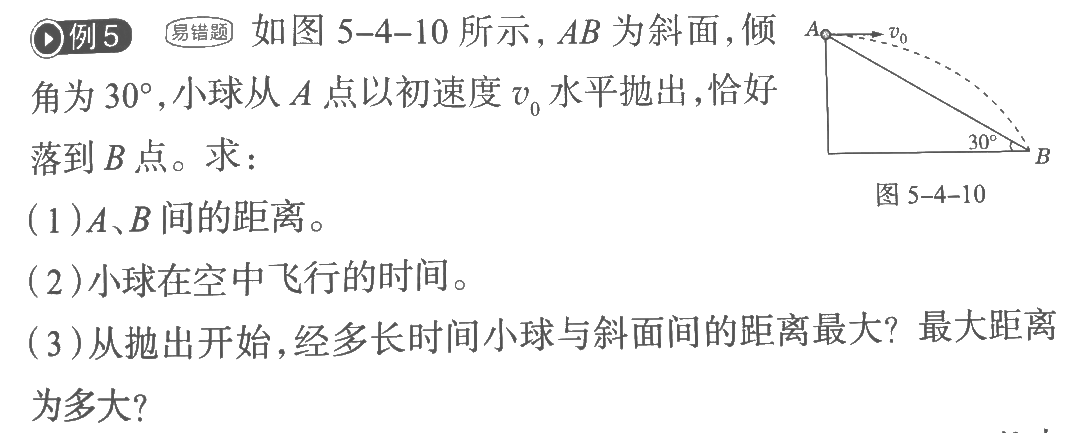 例5 易错题 如图 5-4-10 所示, AB 为斜面, 倾
角为 30°, 小球从 A 点以初速度 v₀ 水平抛出, 恰好
落到 B 点。求:
(1)A、B 间的距离。
(2)小球在空中飞行的时间。
(3)从抛出开始, 经多长时间小球与斜面间的距离最大? 最大距离
为多大?
A v₀
30° B
图 5-4-10